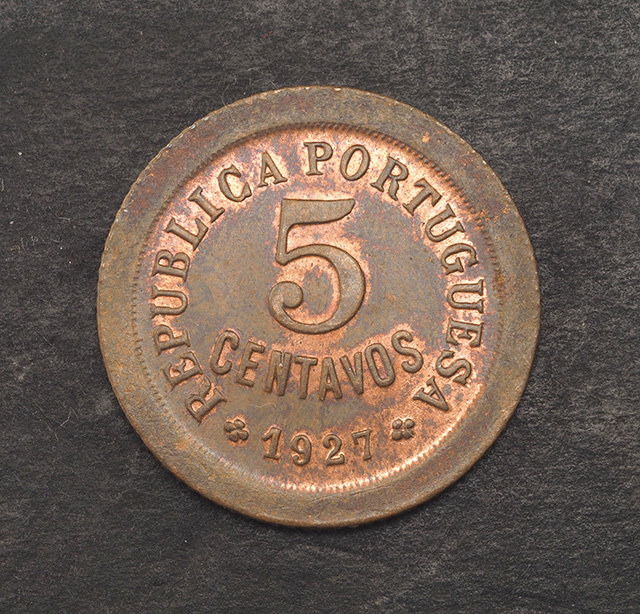 REPUBLICA PORTUGUESA
5
CENTAVOS
1927